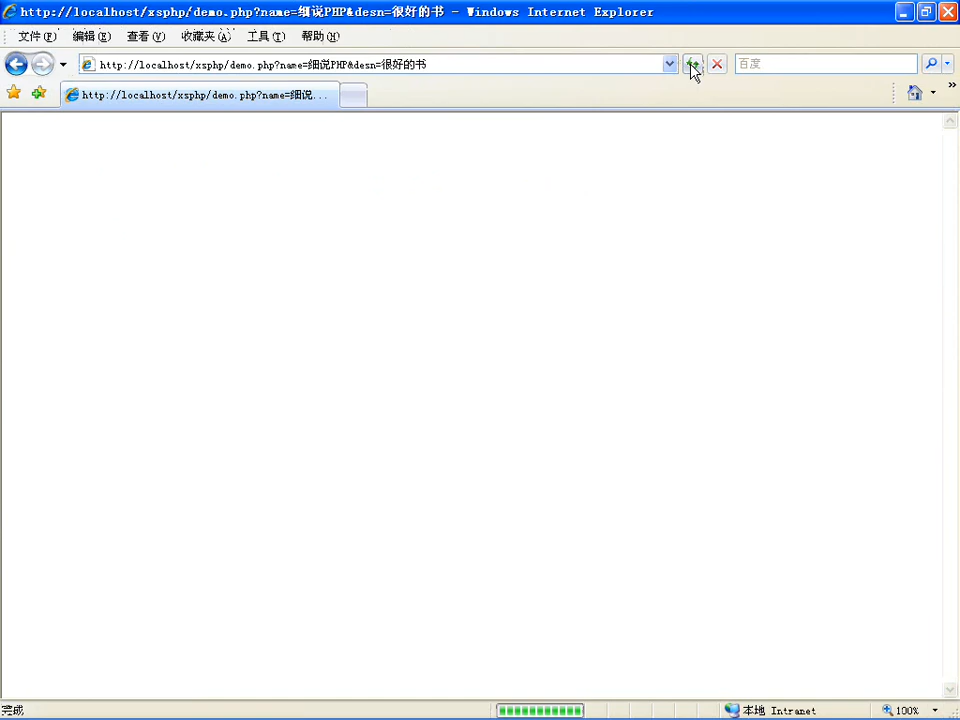 http://localhost/xsphp/demo.php?name=细说PHP&desn=很好的书 - Windows Internet Explorer
文件(F) 编辑(E) 查看(V) 收藏夹(A) 工具(T) 帮助(H)
http://localhost/xsphp/demo.php?name=细说PHP&desn=很好的书 百度
http://localhost/xsphp/demo.php?name=细说...
完成 本地 Intranet 100%